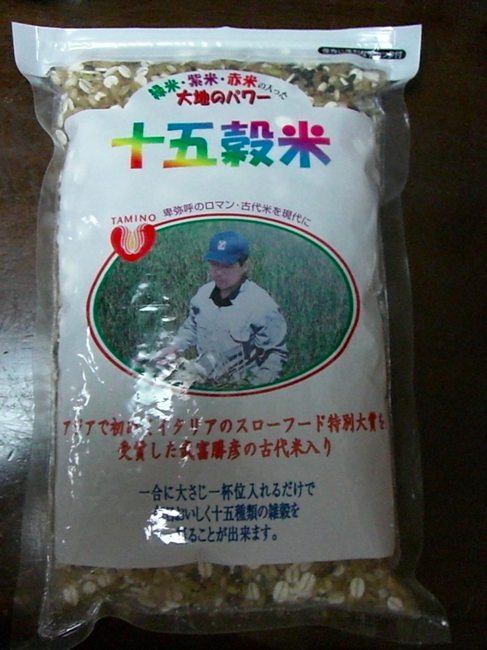 緑米・紫米・赤米の入った
大地のパワー
十五穀米
TAMINO
卑弥呼のロマン・古代米を現代に
アジアで初めてイタリアのスローフード特別大賞を
受賞した武富勝彦の古代米入り
一合に大さじ一杯位入れるだけで
おいしく十五種類の雑穀を
ることが出来ます。